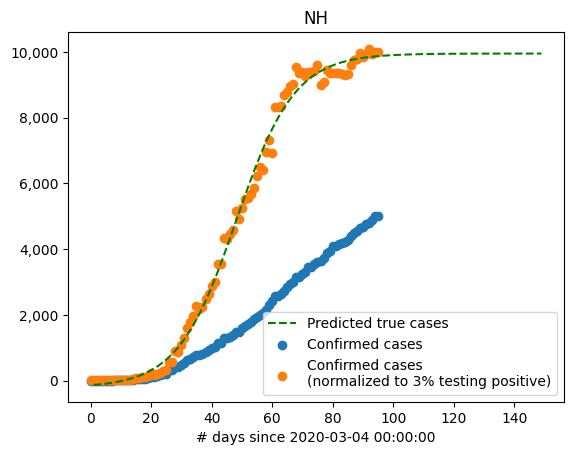 NH
10,000
8,000
6,000
4,000
2,000
0
Predicted true cases
Confirmed cases
Confirmed cases
(normalized to 3% testing positive)
0 20 40 60 80 100 120 140
# days since 2020-03-04 00:00:00